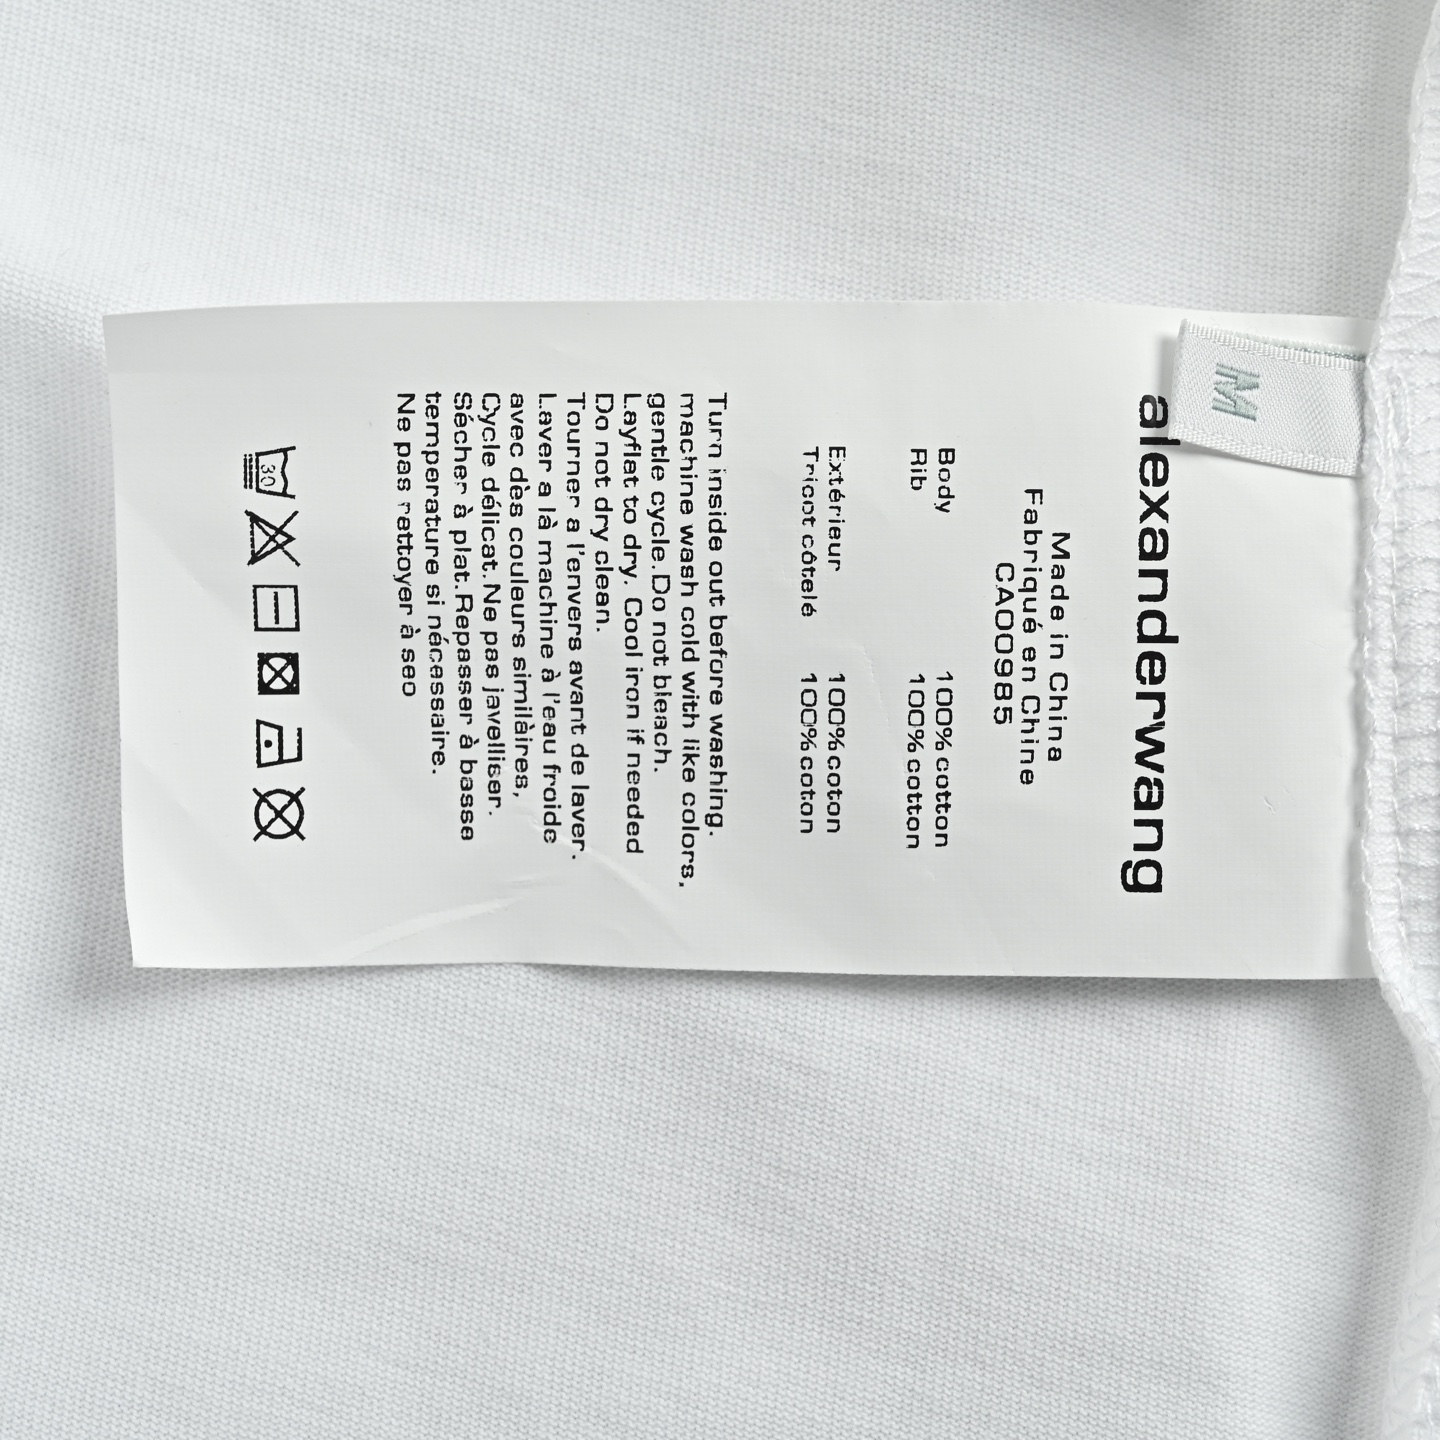 M
alexanderwang
Made in China
Fabriqué en Chine
CA00985
Body 100% cotton
Rib 100% cotton
Extérieur 100% coton
Tricot côtelé 100% coton
Turn inside out before washing.
machine wash cold with like colors,
gentle cycle. Do not bleach.
Layflat to dry. Cool iron if needed
Do not dry clean.
Tourner a l'envers avant de laver.
Laver a là machine à l'eau froide
avec dès couleurs similàires,
Cycle délicat. Ne pas javelliser.
Sécher à plat. Repasser à basse
temperature si nécessaire.
Ne pas nettoyer à seo
30